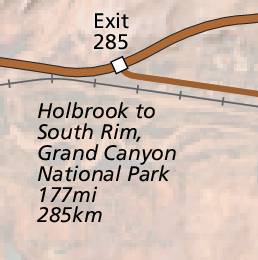 Exit
285
Holbrook to
South Rim,
Grand Canyon
National Park
177mi
285km